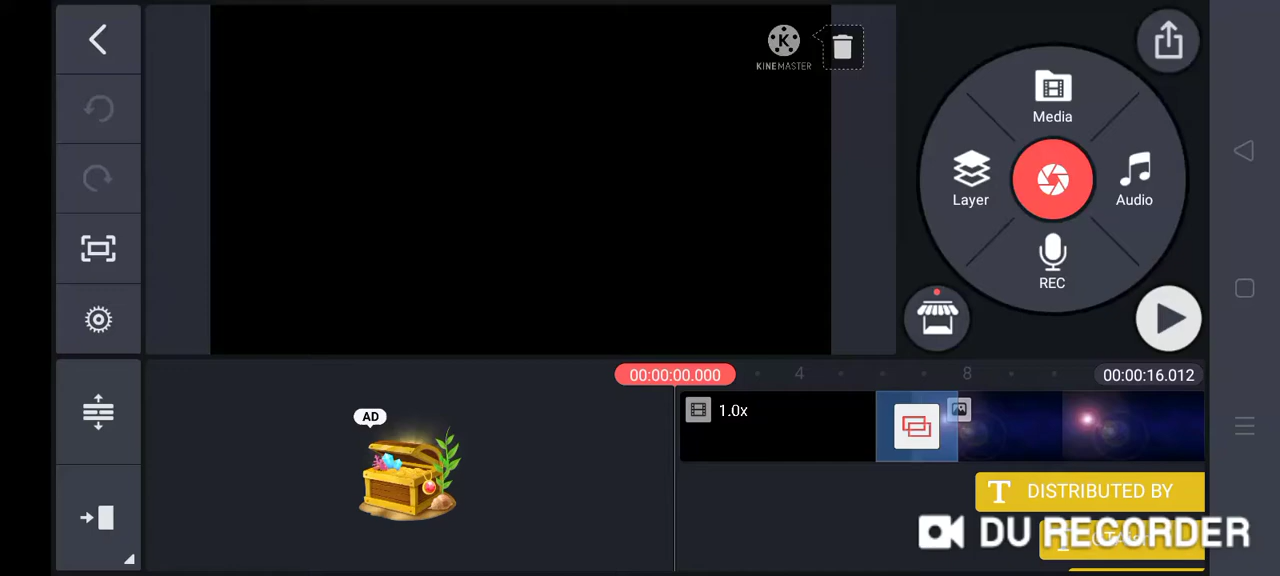 KINEMASTER
Media
Layer
Audio
REC
00:00:00.000
4
8
00:00:16.012
AD
1.0x
T DISTRIBUTED BY
DU RECORDER